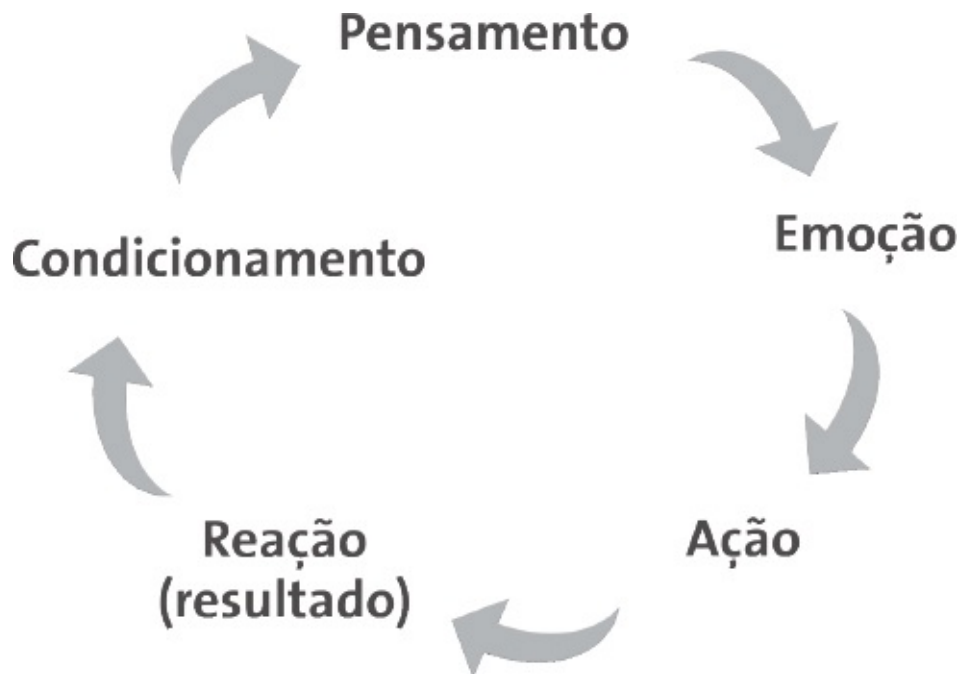 Pensamento
Emoção
Ação
Reação
(resultado)
Condicionamento